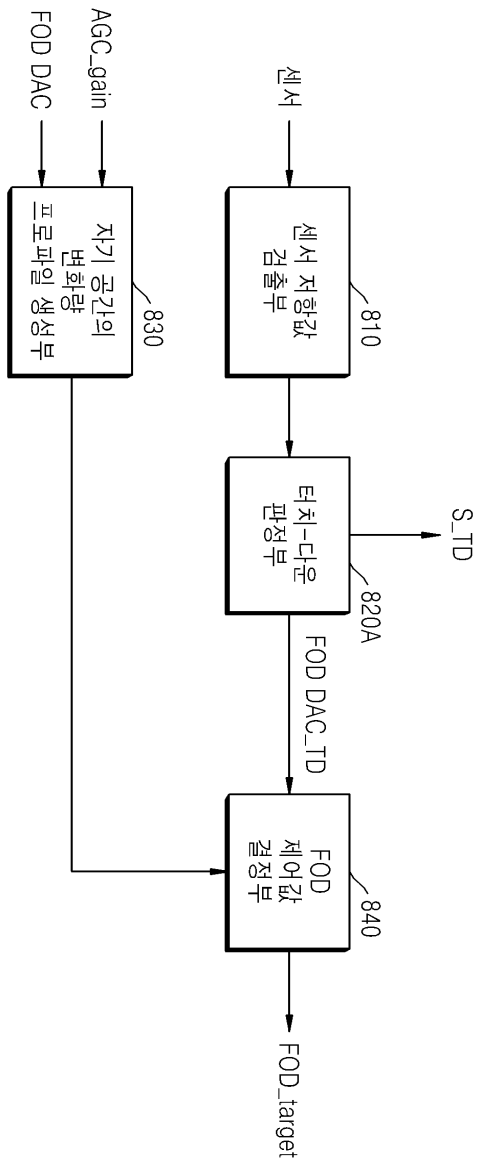 S_TD
센서
센서 저항값
검출부
810
터치-다운
판정부
820A
FOD DAC_TD
FOD
제어값
결정부
840
FOD_target
AGC_gain
FOD DAC
자기 공간의
변화량
프로파일 생성부
830